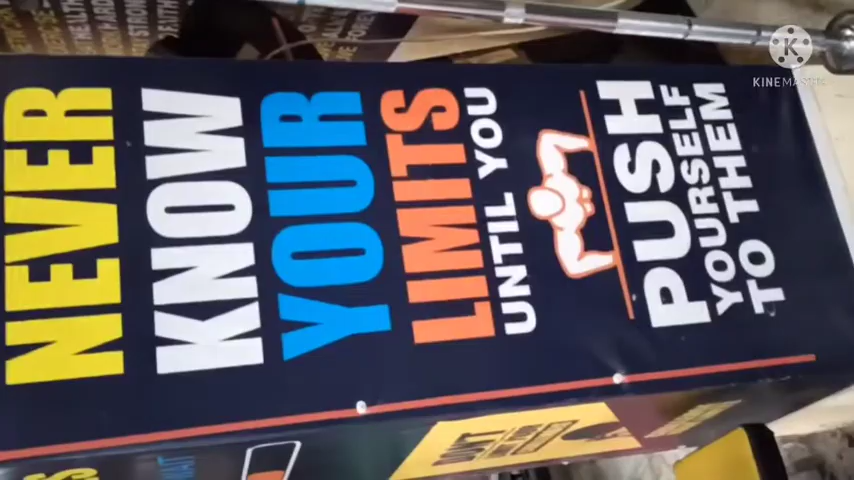 NEVER
KNOW
YOUR
LIMITS
UNTIL YOU
PUSH
YOURSELF
TO THEM
KINEMASTER